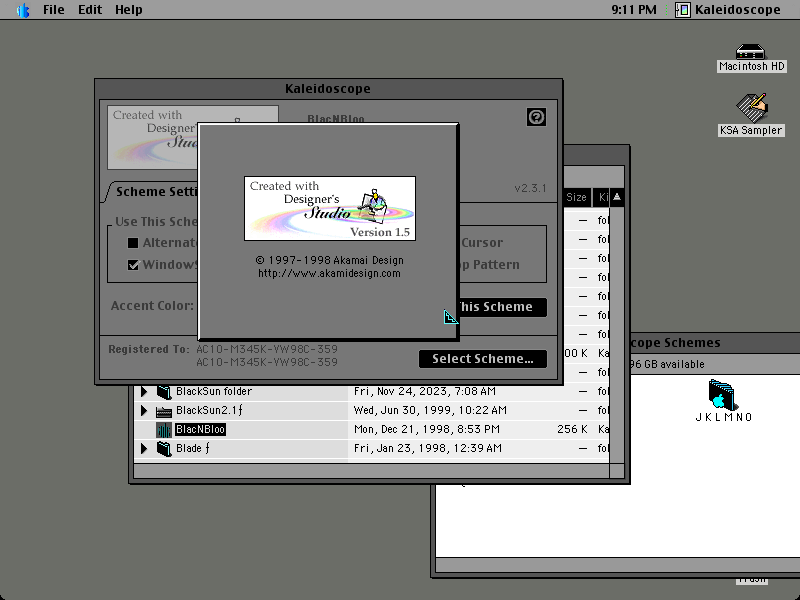 File Edit Help
9:11 PM Kaleidoscope
Macintosh HD
KSA Sampler
Kaleidoscope
Created with
Designer's
BlacNBloo
v2.3.1
Scheme Setti
Use This Sche
Alternat
Windows
Cursor
Pattern
Accent Color:
his Scheme
Registered To: AC10-M345K-YW98C-359
AC10-M345K-YW98C-359
Select Scheme...
Created with
Designer's
Studio
Version 1.5
© 1997-1998 Akamai Design
http://www.akamidesign.com
Size Ki
— fol
— fol
— fol
— fol
— fol
— fol
— fol
00 K Ka
— fol
BlackSun folder Fri, Nov 24, 2023, 7:08 AM — fol
BlackSun2.1ƒ Wed, Jun 30, 1999, 10:22 AM — fol
BlacNBloo Mon, Dec 21, 1998, 8:53 PM 256 K Ka
Blade ƒ Fri, Jan 23, 1998, 12:39 AM — fol
cope Schemes
96 GB available
J K L M N O
Trash